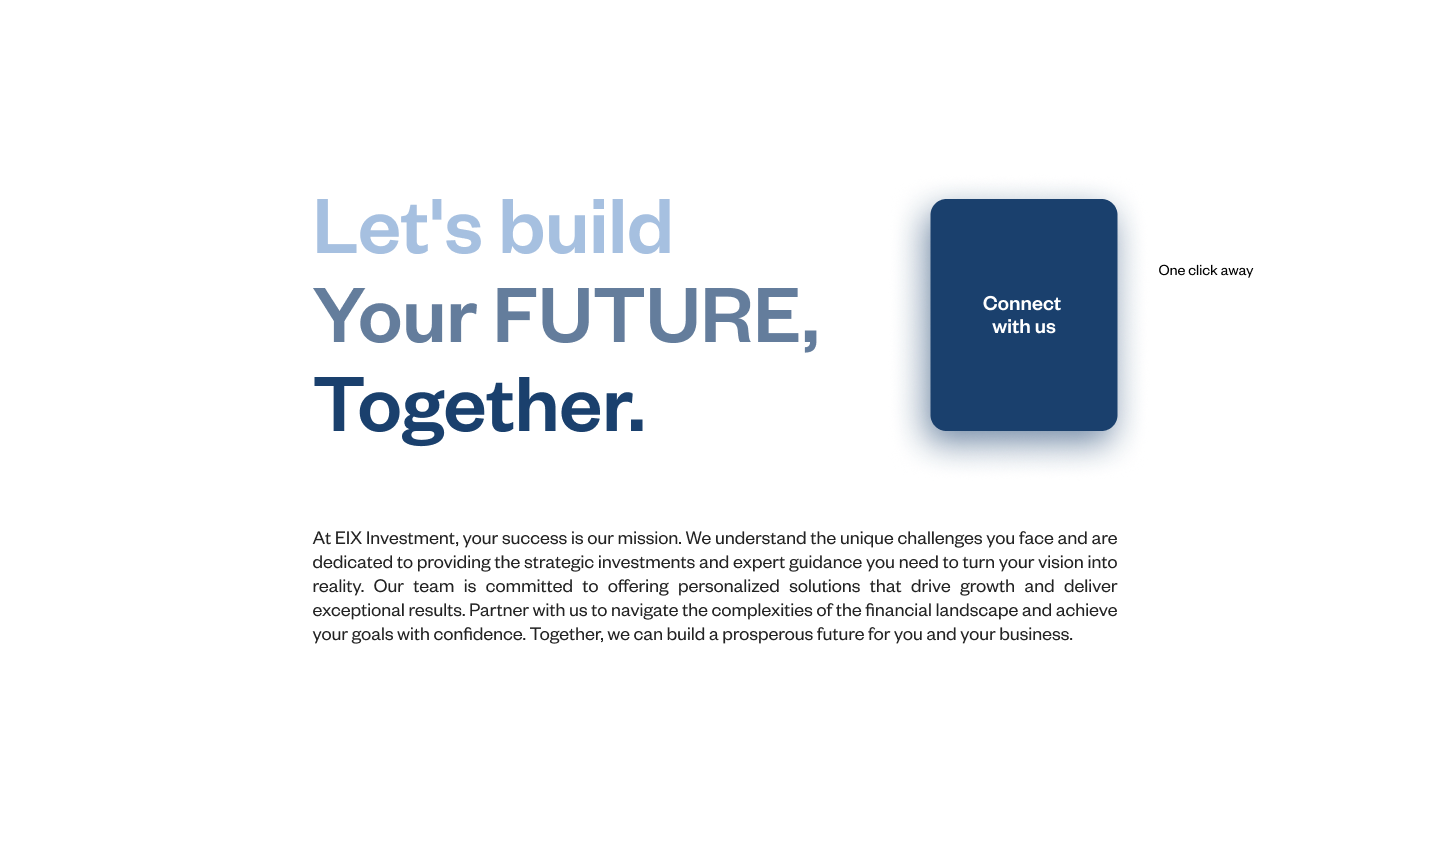 Let's build
Your FUTURE,
Together.
Connect
with us
One click away
At EIX Investment, your success is our mission. We understand the unique challenges you face and are
dedicated to providing the strategic investments and expert guidance you need to turn your vision into
reality. Our team is committed to offering personalized solutions that drive growth and deliver
exceptional results. Partner with us to navigate the complexities of the financial landscape and achieve
your goals with confidence. Together, we can build a prosperous future for you and your business.